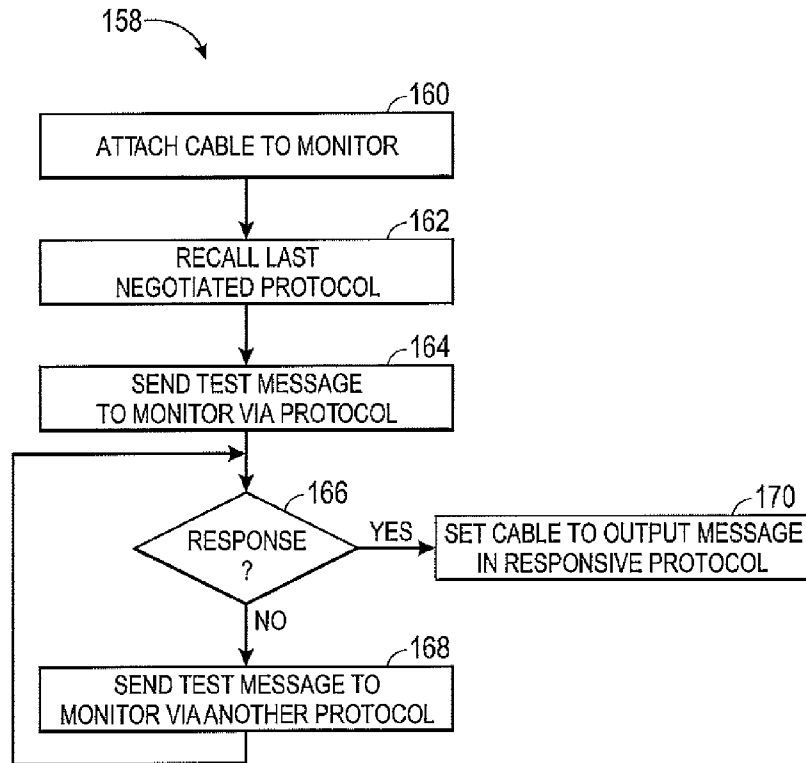 158
160
ATTACH CABLE TO MONITOR
162
RECALL LAST
NEGOTIATED PROTOCOL
164
SEND TEST MESSAGE
TO MONITOR VIA PROTOCOL
166
RESPONSE
?
YES
170
SET CABLE TO OUTPUT MESSAGE
IN RESPONSIVE PROTOCOL
NO
168
SEND TEST MESSAGE TO
MONITOR VIA ANOTHER PROTOCOL